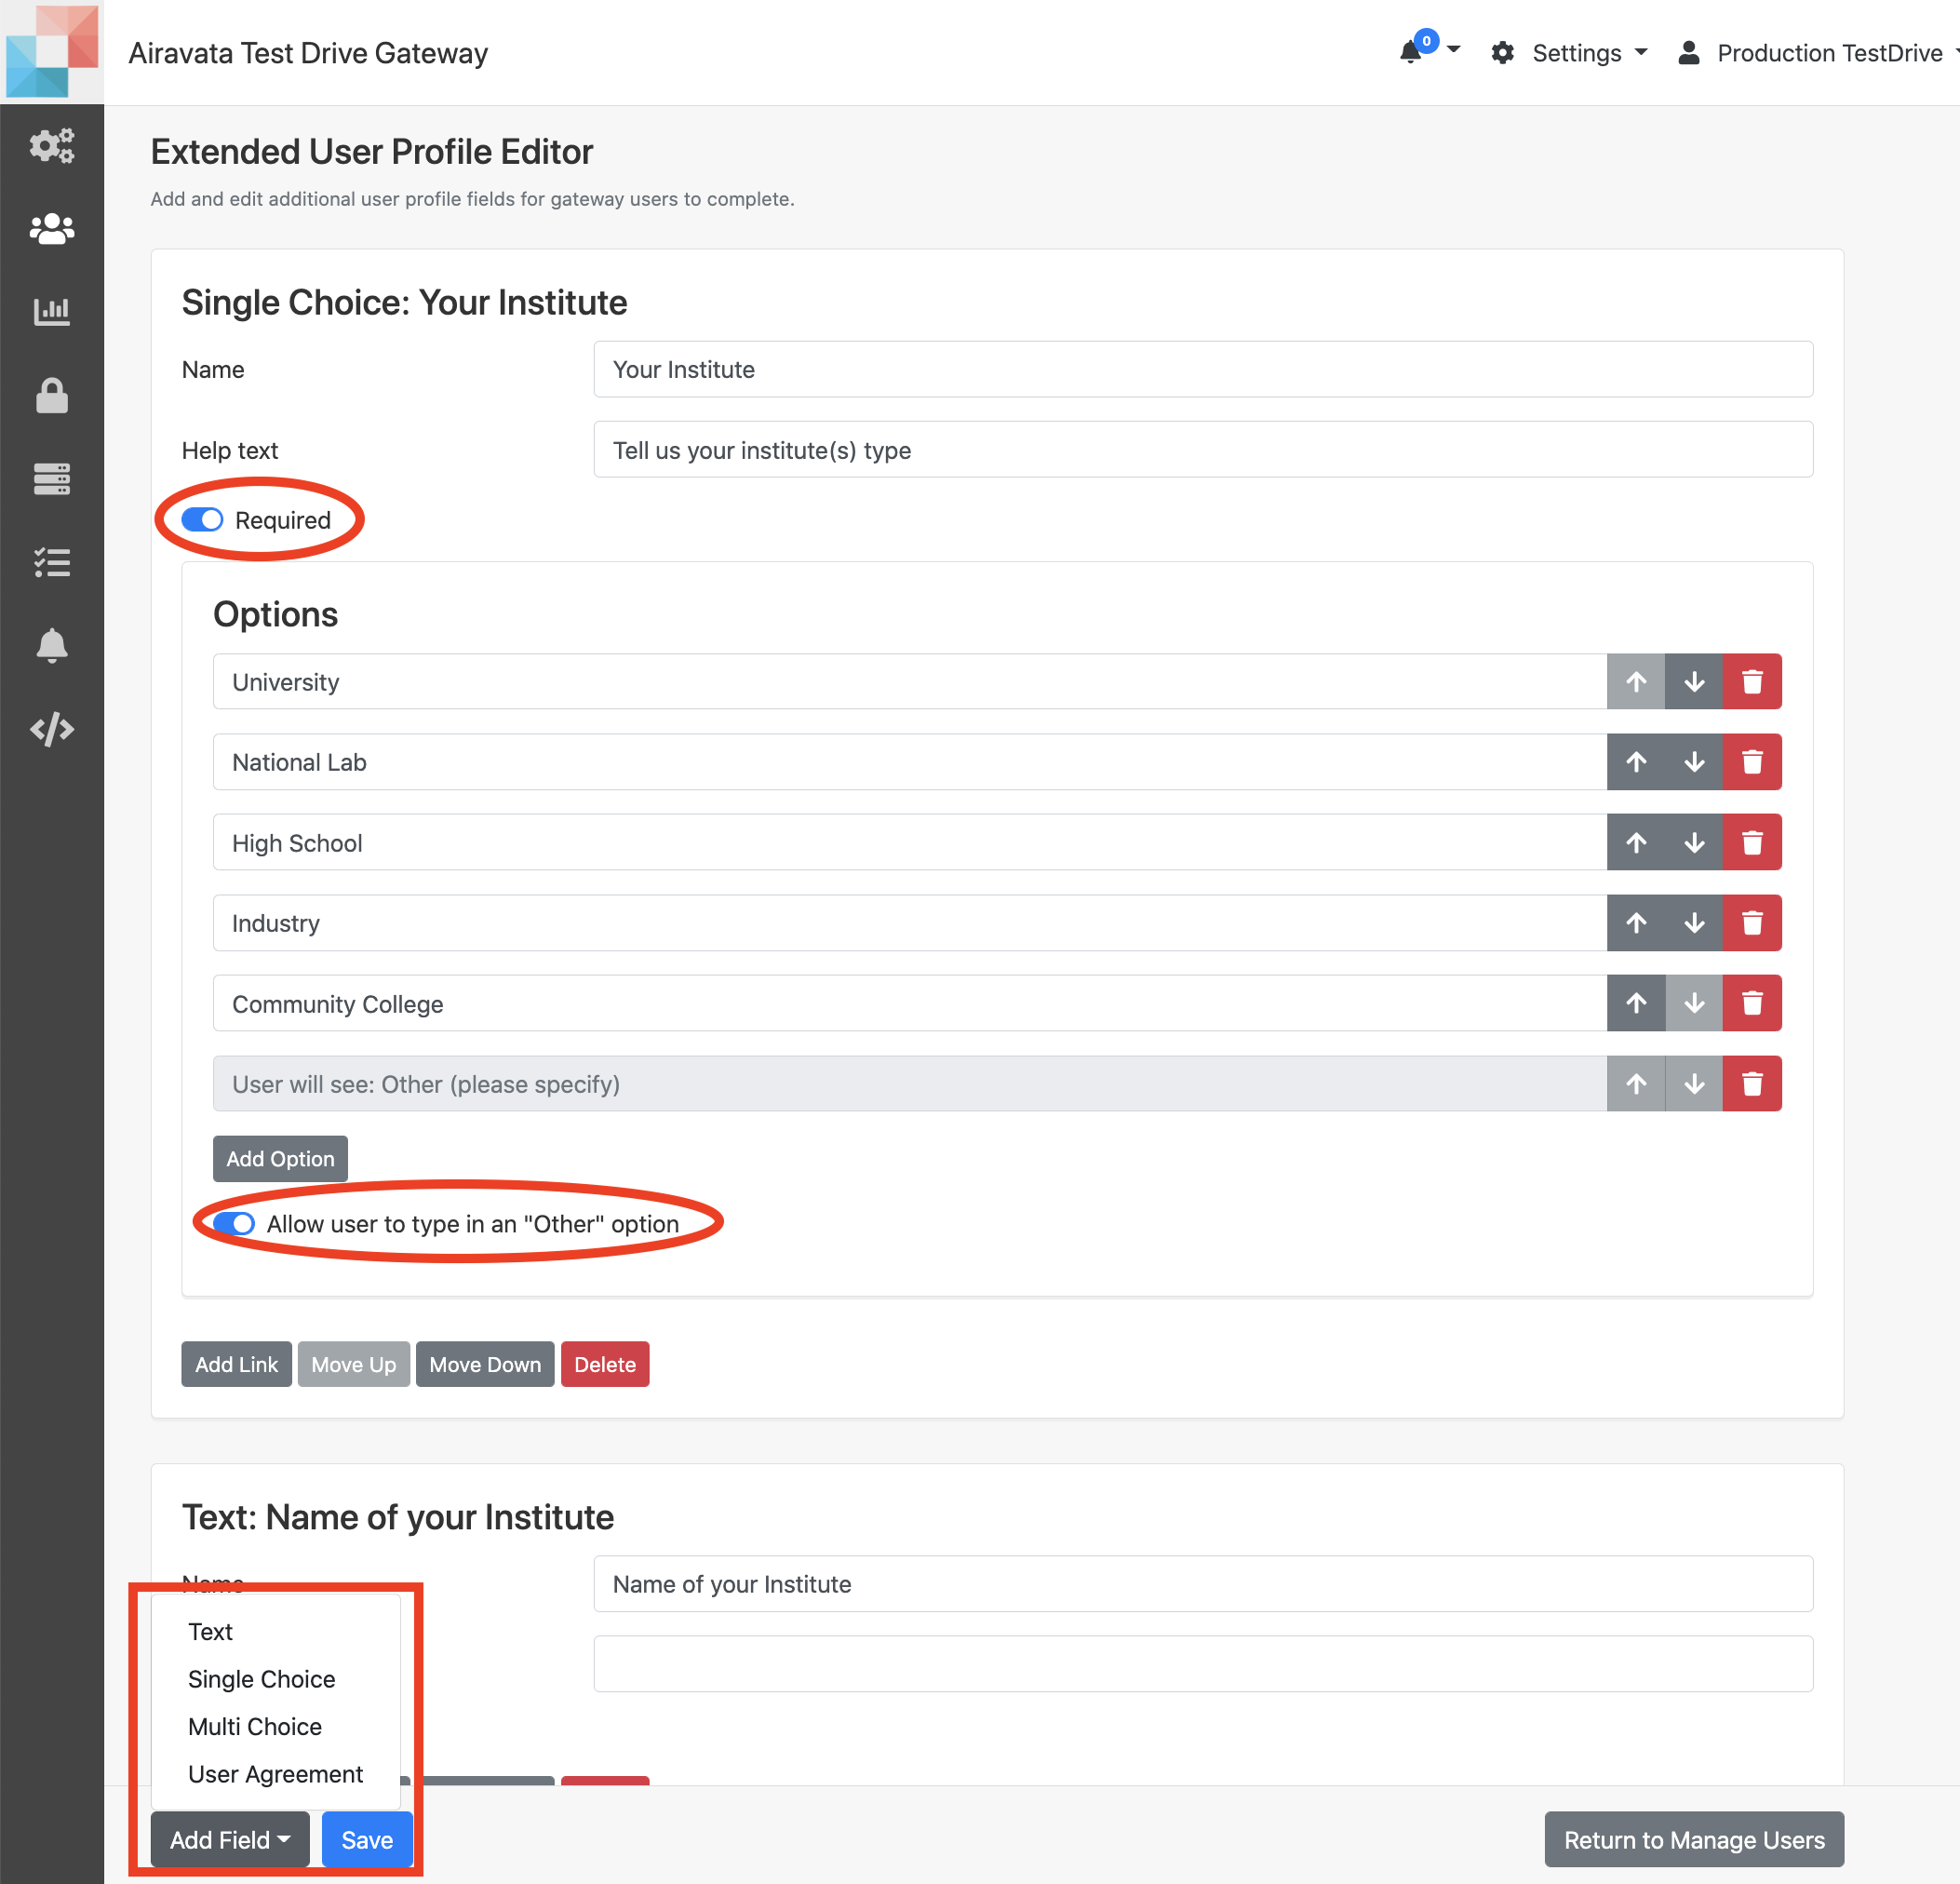 Airavata Test Drive Gateway
0
Settings
Production TestDrive
Extended User Profile Editor
Add and edit additional user profile fields for gateway users to complete.
Single Choice: Your Institute
Name
Your Institute
Help text
Tell us your institute(s) type
Required
Options
University
National Lab
High School
Industry
Community College
User will see: Other (please specify)
Add Option
Allow user to type in an "Other" option
Add Link
Move Up
Move Down
Delete
Text: Name of your Institute
Name
Name of your Institute
Text
Single Choice
Multi Choice
User Agreement
Add Field
Save
Return to Manage Users